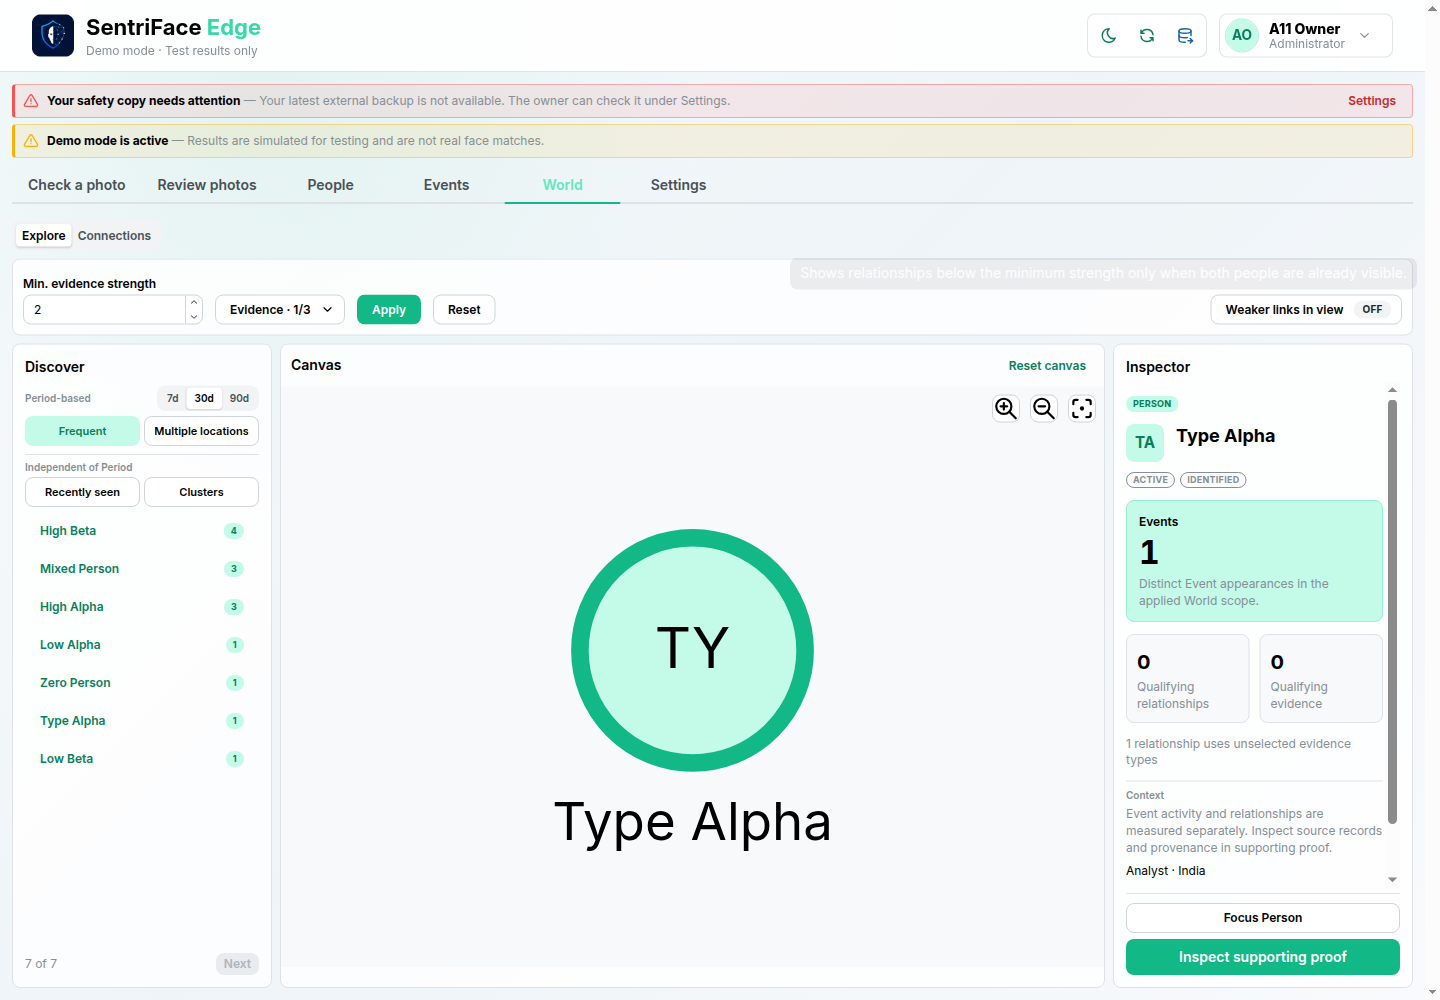 SentriFace Edge
Demo mode · Test results only
AO
A11 Owner
Administrator
Your safety copy needs attention — Your latest external backup is not available. The owner can check it under Settings.
Settings
Demo mode is active — Results are simulated for testing and are not real face matches.
Check a photo
Review photos
People
Events
World
Settings
Explore
Connections
Shows relationships below the minimum strength only when both people are already visible.
Min. evidence strength
2
Evidence · 1/3
Apply
Reset
Weaker links in view
OFF
Discover
Period-based
7d
30d
90d
Frequent
Multiple locations
Independent of Period
Recently seen
Clusters
High Beta
4
Mixed Person
3
High Alpha
3
Low Alpha
1
Zero Person
1
Type Alpha
1
Low Beta
1
7 of 7
Next
Canvas
Reset canvas
TY
Type Alpha
Inspector
PERSON
TA
Type Alpha
ACTIVE
IDENTIFIED
Events
1
Distinct Event appearances in the
applied World scope.
0
Qualifying
relationships
0
Qualifying
evidence
1 relationship uses unselected evidence
types
Context
Event activity and relationships are
measured separately. Inspect source records
and provenance in supporting proof.
Analyst · India
Focus Person
Inspect supporting proof